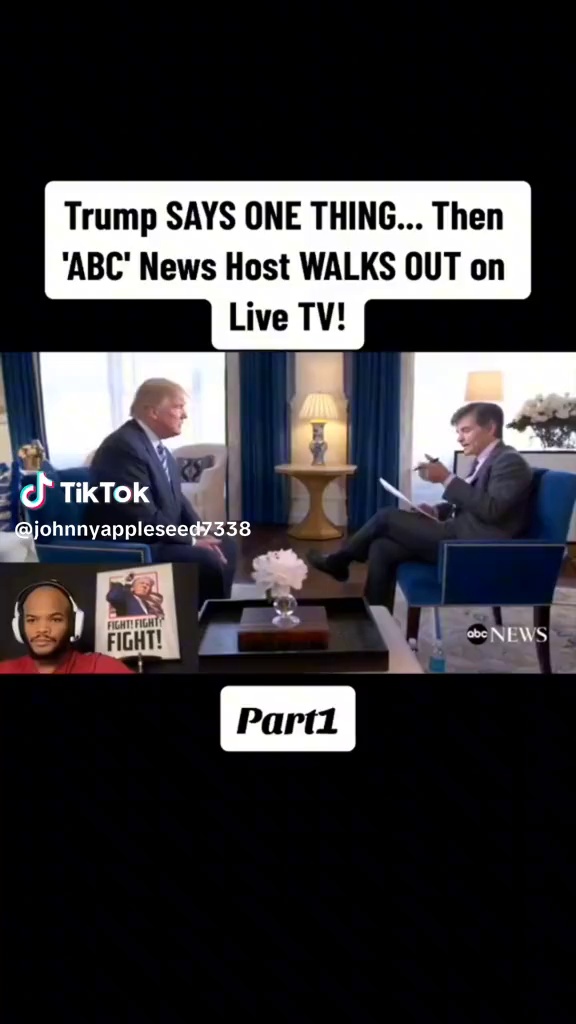 Trump SAYS ONE THING... Then
'ABC' News Host WALKS OUT on
Live TV!
TikTok
@johnnyappleseed7338
FIGHT! FIGHT!
FIGHT!
abc NEWS
Part1